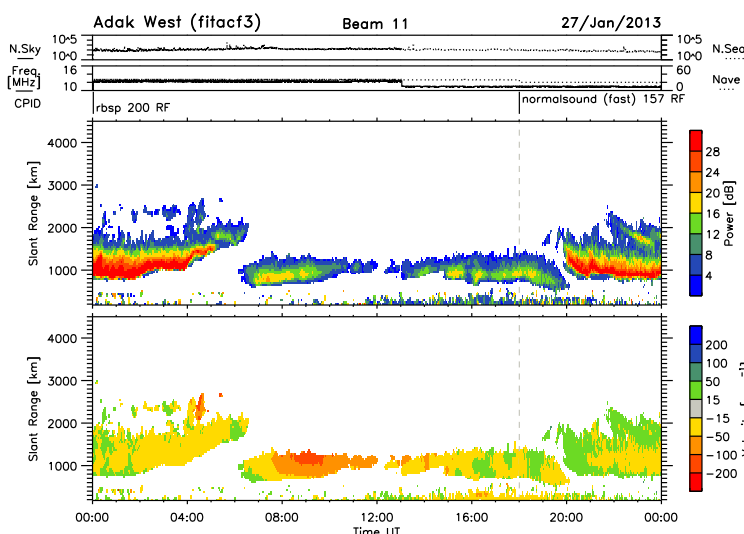 Adak West (fitacf3) Beam 11 27/Jan/2013
N.Sky 10^5 10^0 10^5 10^0 N.Sea
Freq. [MHz] 16 10 60 0 Nave
CPID rbsp 200 RF normalsound (fast) 157 RF
Slant Range [km] 4000 3000 2000 1000
28 24 20 16 12 8 4 Power [dB]
Slant Range [km] 4000 3000 2000 1000
200 100 50 15 -15 -50 -100 -200
00:00 04:00 08:00 12:00 16:00 20:00 00:00
Time UT